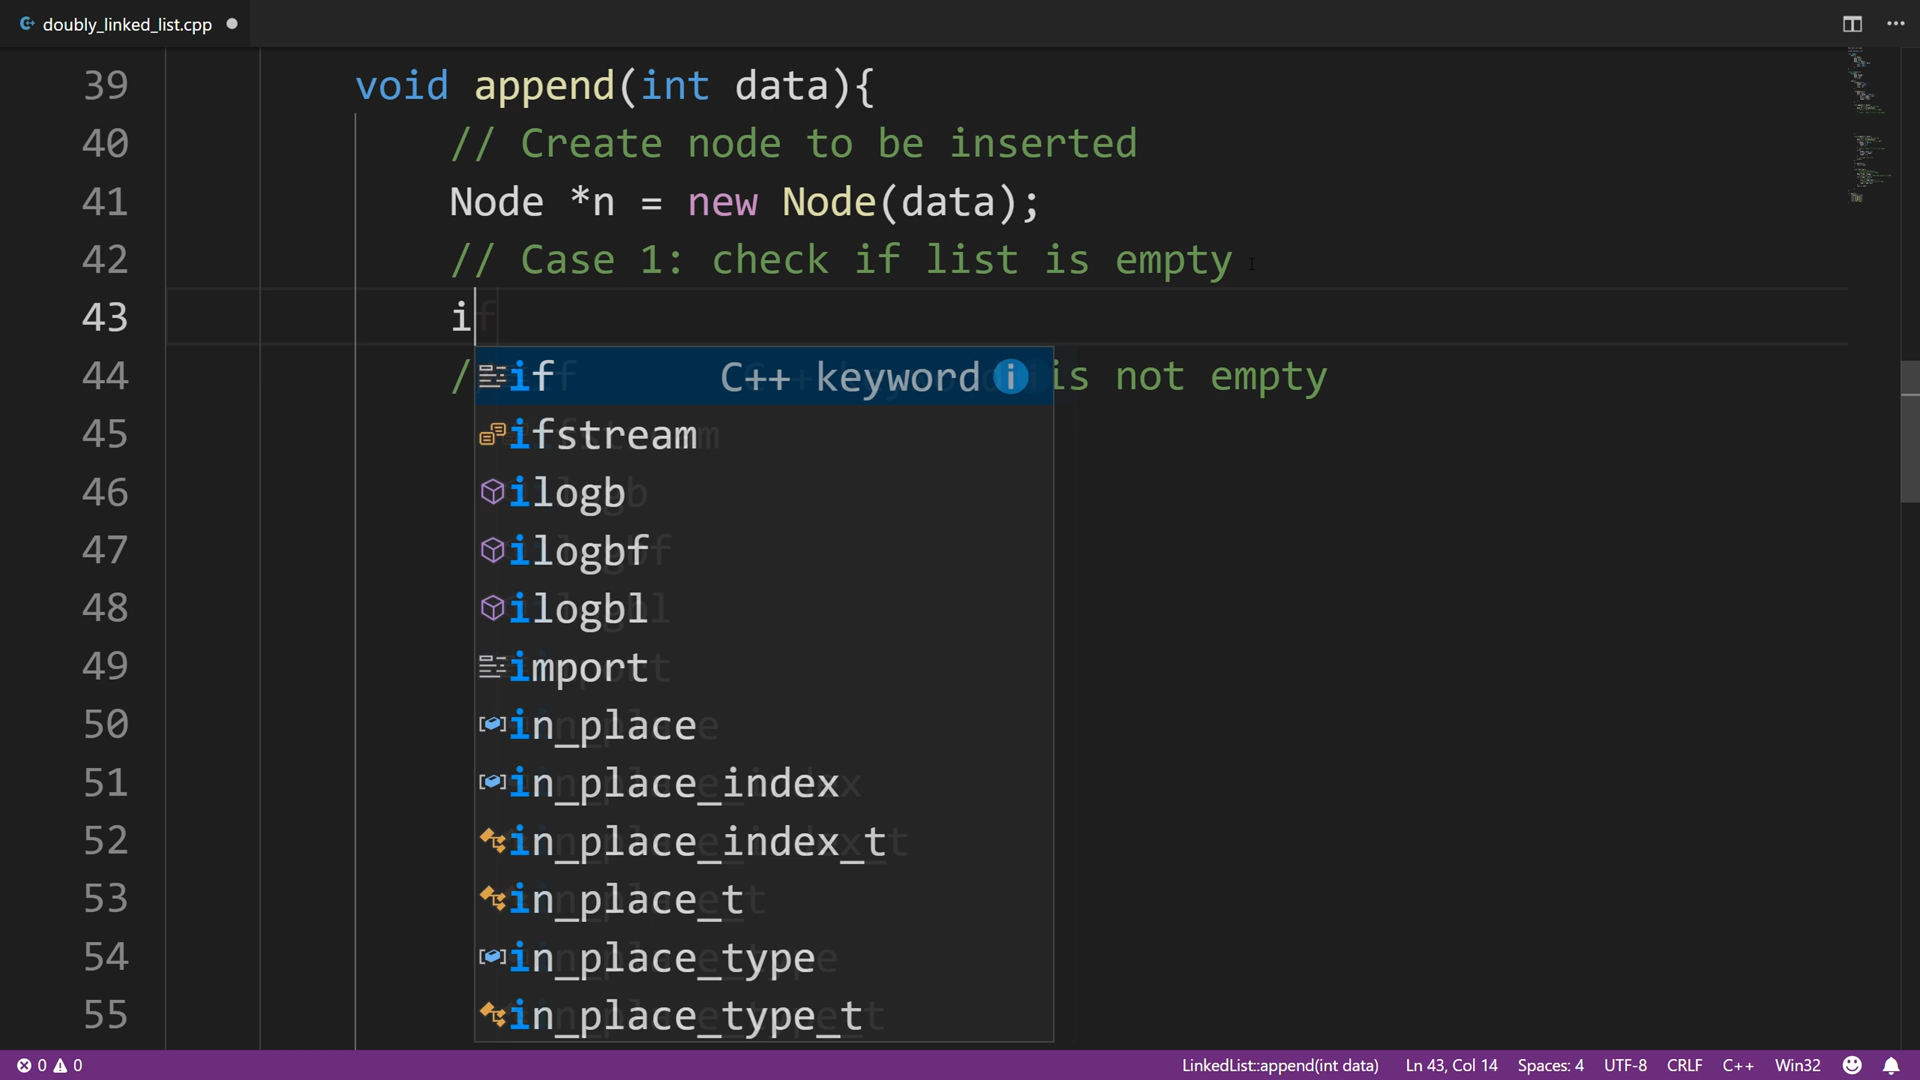 doubly_linked_list.cpp
39 void append(int data){
40 // Create node to be inserted
41 Node *n = new Node(data);
42 // Case 1: check if list is empty
43 if
44 / is not empty
if C++ keyword
45 ifstream
46 ilogb
47 ilogbf
48 ilogbl
49 import
50 in_place
51 in_place_index
52 in_place_index_t
53 in_place_t
54 in_place_type
55 in_place_type_t
0 0 LinkedList::append(int data) Ln 43, Col 14 Spaces: 4 UTF-8 CRLF C++ Win32